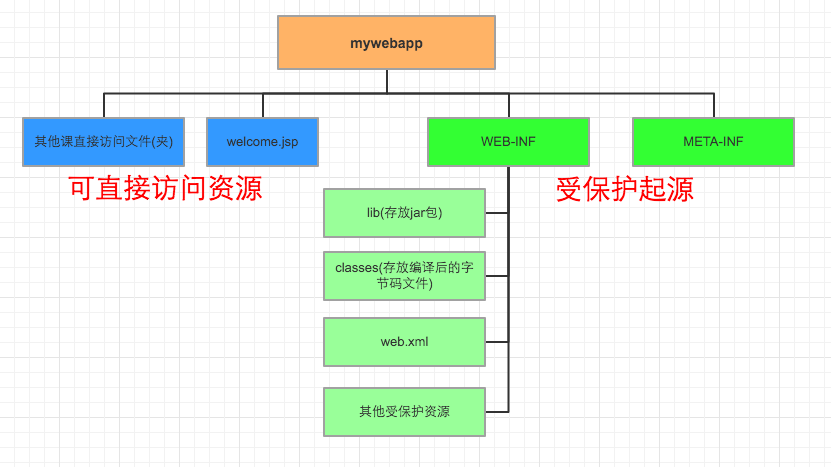 mywebapp
其他课直接访问文件(夹)
welcome.jsp
WEB-INF
META-INF
可直接访问资源
受保护起源
lib(存放jar包)
classes(存放编译后的字
节码文件)
web.xml
其他受保护资源